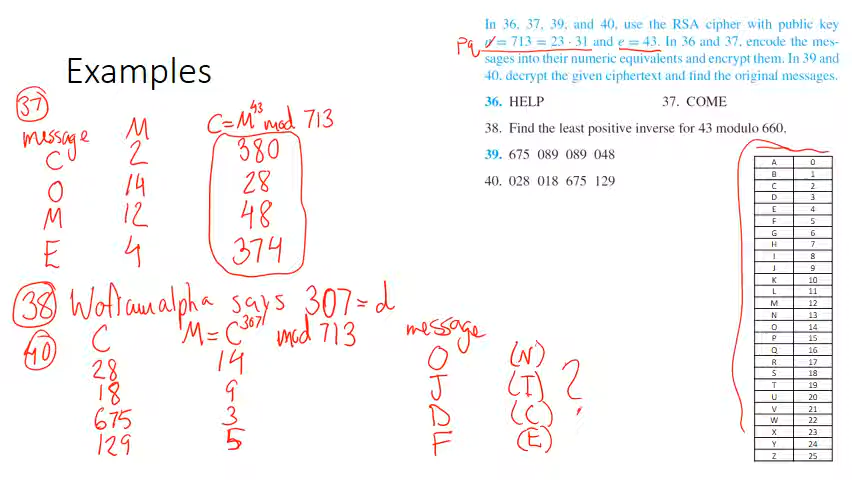 Examples
In 36, 37, 39, and 40, use the RSA cipher with public key
pq = 713 = 23 · 31 and e = 43. In 36 and 37, encode the mes-
sages into their numeric equivalents and encrypt them. In 39 and
40, decrypt the given ciphertext and find the original messages.
36. HELP 37. COME
38. Find the least positive inverse for 43 modulo 660.
39. 675 089 089 048
40. 028 018 675 129
37
message M C = M^43 mod 713
C 2 380
O 14 28
M 12 48
E 4 374
38 Wolframalpha says 307 = d
40 C M = C^307 mod 713 message
28 14 O (N)
18 9 J (I)
675 3 D (C)
129 5 F (E)
?
A 0
B 1
C 2
D 3
E 4
F 5
G 6
H 7
I 8
J 9
K 10
L 11
M 12
N 13
O 14
P 15
Q 16
R 17
S 18
T 19
U 20
V 21
W 22
X 23
Y 24
Z 25